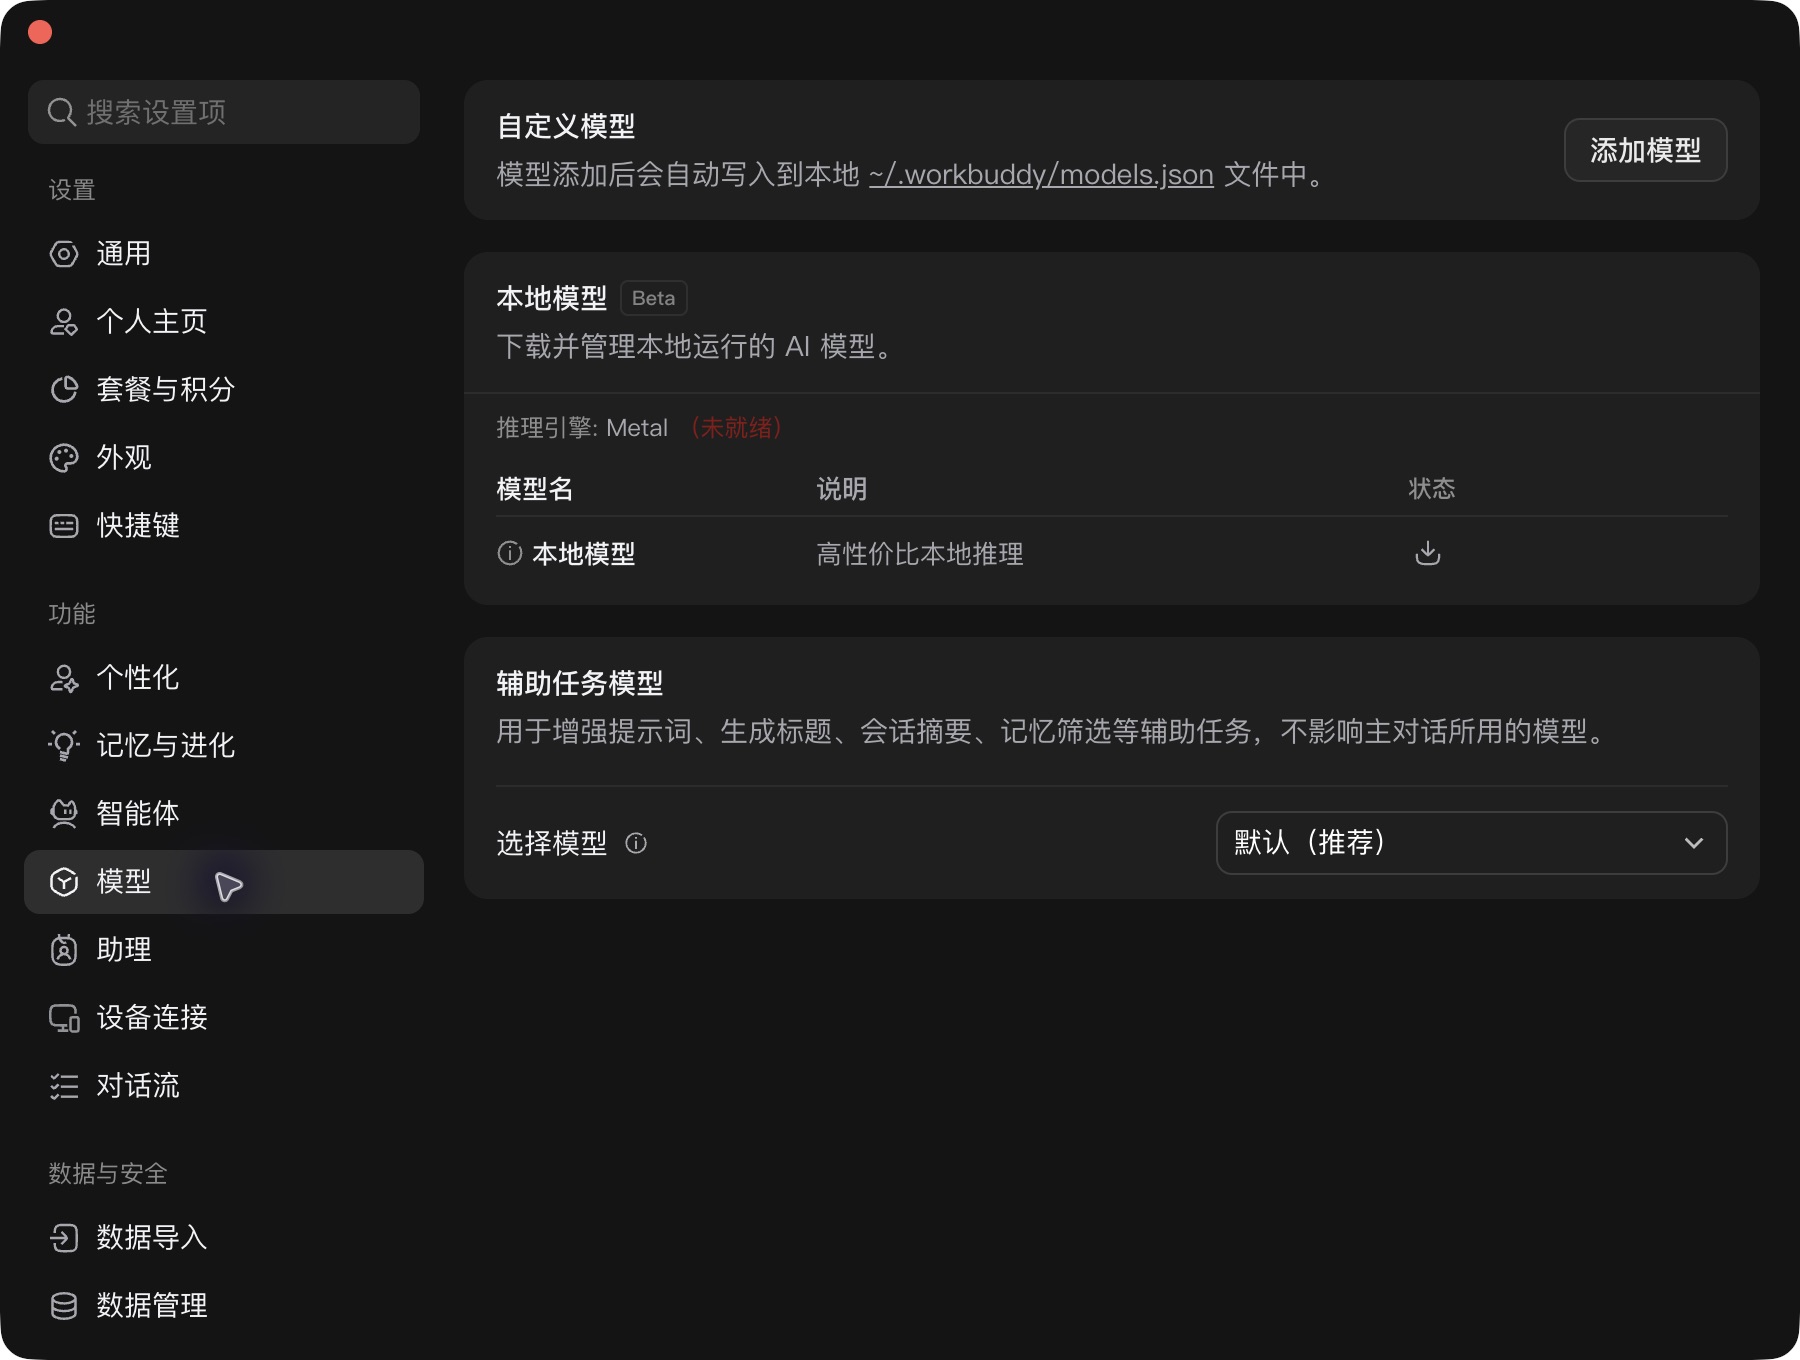 搜索设置项
设置
通用
个人主页
套餐与积分
外观
快捷键
功能
个性化
记忆与进化
智能体
模型
助理
设备连接
对话流
数据与安全
数据导入
数据管理
自定义模型
模型添加后会自动写入到本地 ~/.workbuddy/models.json 文件中。
添加模型
本地模型 Beta
下载并管理本地运行的 AI 模型。
推理引擎: Metal （未就绪）
模型名 说明 状态
本地模型 高性价比本地推理
辅助任务模型
用于增强提示词、生成标题、会话摘要、记忆筛选等辅助任务，不影响主对话所用的模型。
选择模型 默认（推荐）